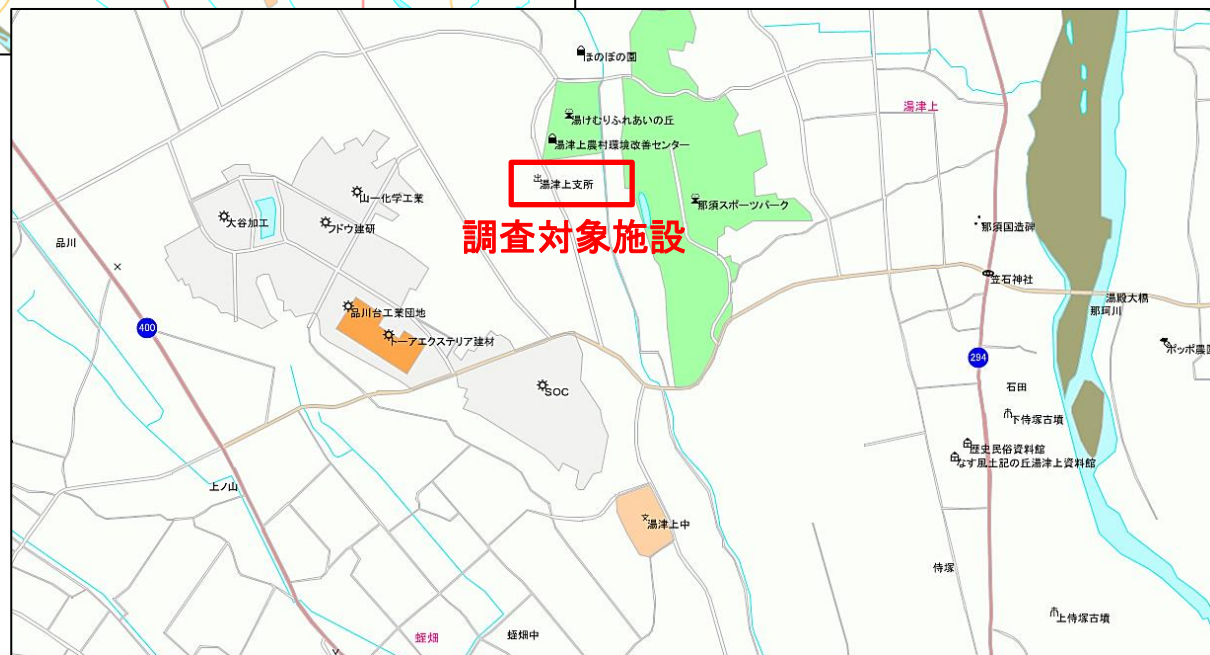 ほのぼの園
湯津上
湯けむりふれあいの丘
湯津上農村環境改善センター
湯津上支所
調査対象施設
山一化学工業
大谷加工
フドウ建研
那須スポーツパーク
品川
那須国造碑
笠石神社
湯殿大橋
那珂川
品川台工業団地
400
トーアエクステリア建材
ポッポ農園
294
SOC
石田
下侍塚古墳
歴史民俗資料館
なす風土記の丘湯津上資料館
上ノ山
湯津上中
侍塚
上侍塚古墳
蛭畑
蛭畑中